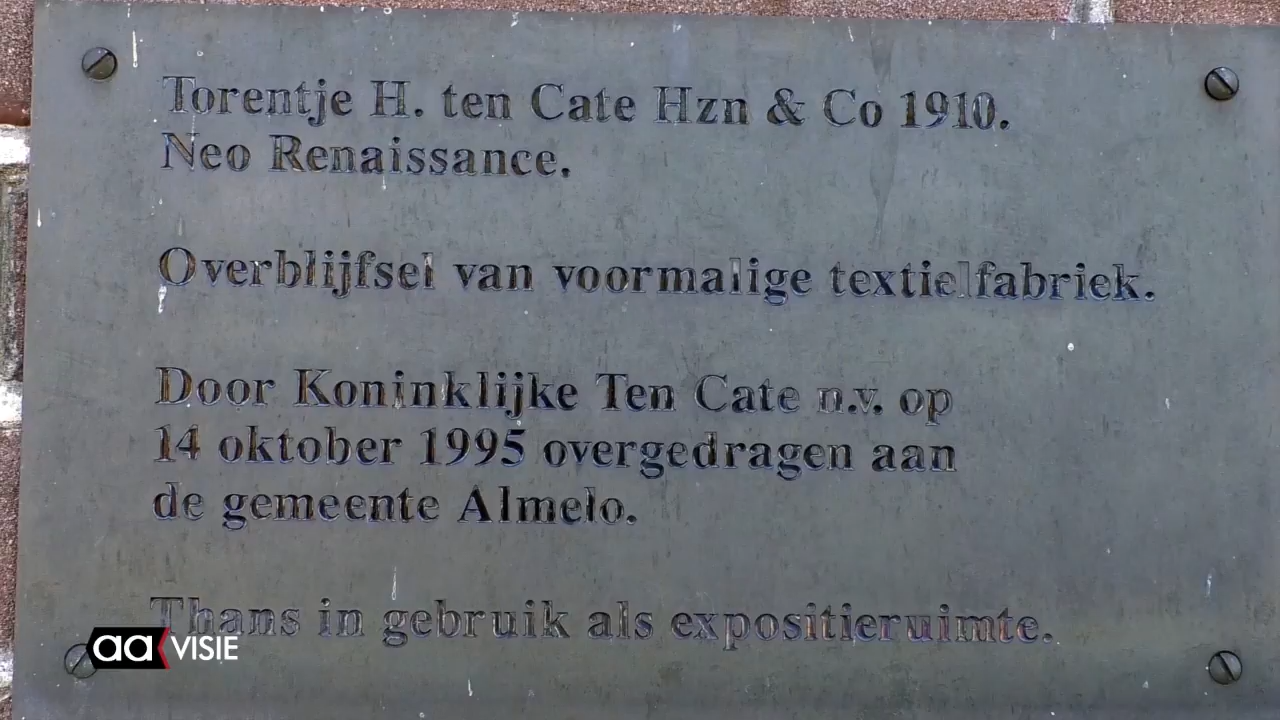 Torentje H. ten Cate Hzn & Co 1910.
Neo Renaissance.
Overblijfsel van voormalige textielfabriek.
Door Koninklijke Ten Cate n.v. op
14 oktober 1995 overgedragen aan
de gemeente Almelo.
Thans in gebruik als expositieruimte.
aa VISIE